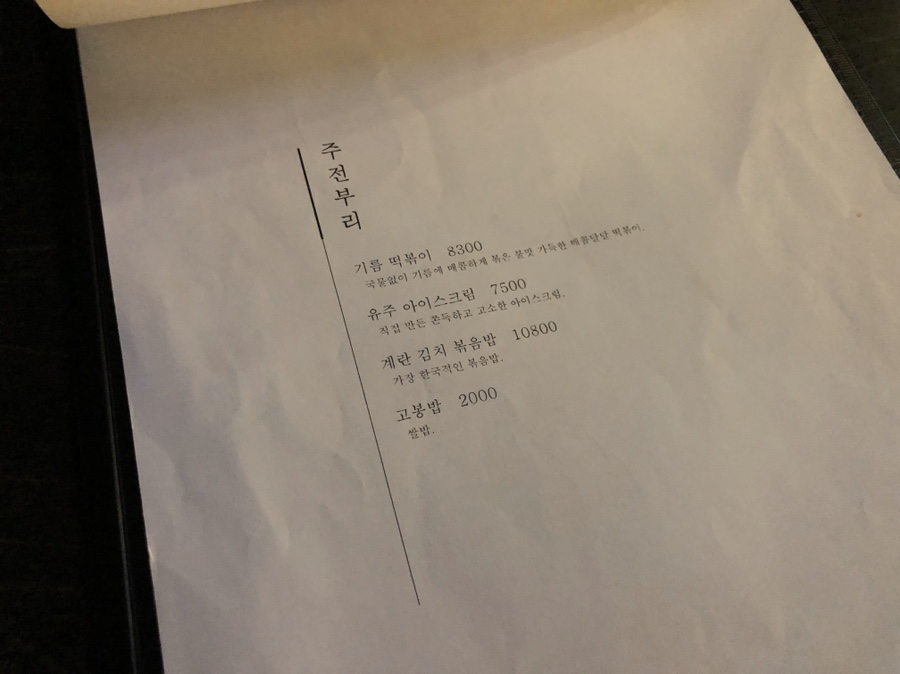 주전부리
기름 떡볶이 8300
국물없이 기름에 매콤하게 볶은 불맛 가득한 매콤달달 떡볶이.
유주 아이스크림 7500
직접 만든 쫀득하고 고소한 아이스크림.
계란 김치 볶음밥 10800
가장 한국적인 볶음밥.
고봉밥 2000
쌀밥.